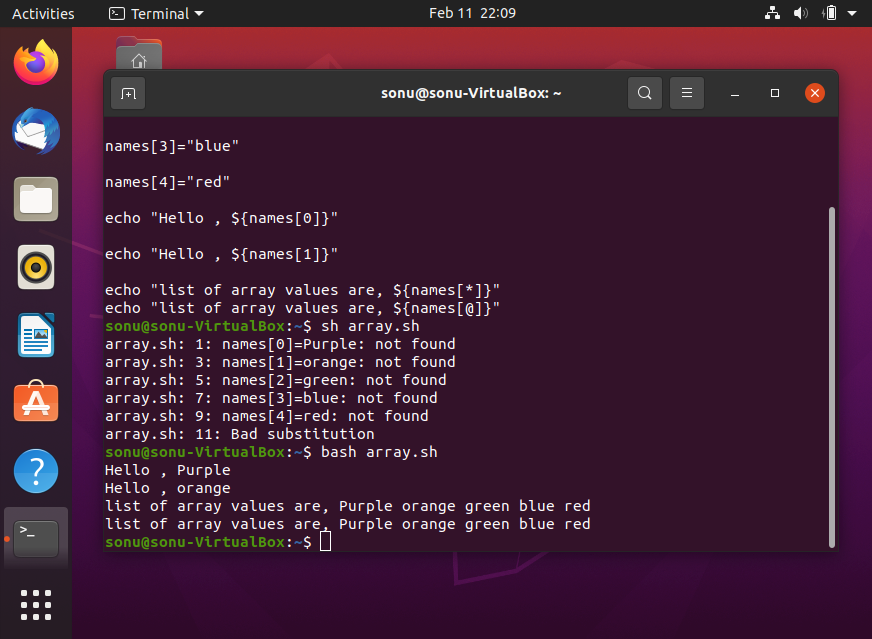 Activities Terminal Feb 11 22:09
sonu@sonu-VirtualBox: ~
names[3]="blue"
names[4]="red"
echo "Hello , ${names[0]}"
echo "Hello , ${names[1]}"
echo "list of array values are, ${names[*]}"
echo "list of array values are, ${names[@]}"
sonu@sonu-VirtualBox:~$ sh array.sh
array.sh: 1: names[0]=Purple: not found
array.sh: 3: names[1]=orange: not found
array.sh: 5: names[2]=green: not found
array.sh: 7: names[3]=blue: not found
array.sh: 9: names[4]=red: not found
array.sh: 11: Bad substitution
sonu@sonu-VirtualBox:~$ bash array.sh
Hello , Purple
Hello , orange
list of array values are, Purple orange green blue red
list of array values are, Purple orange green blue red
sonu@sonu-VirtualBox:~$